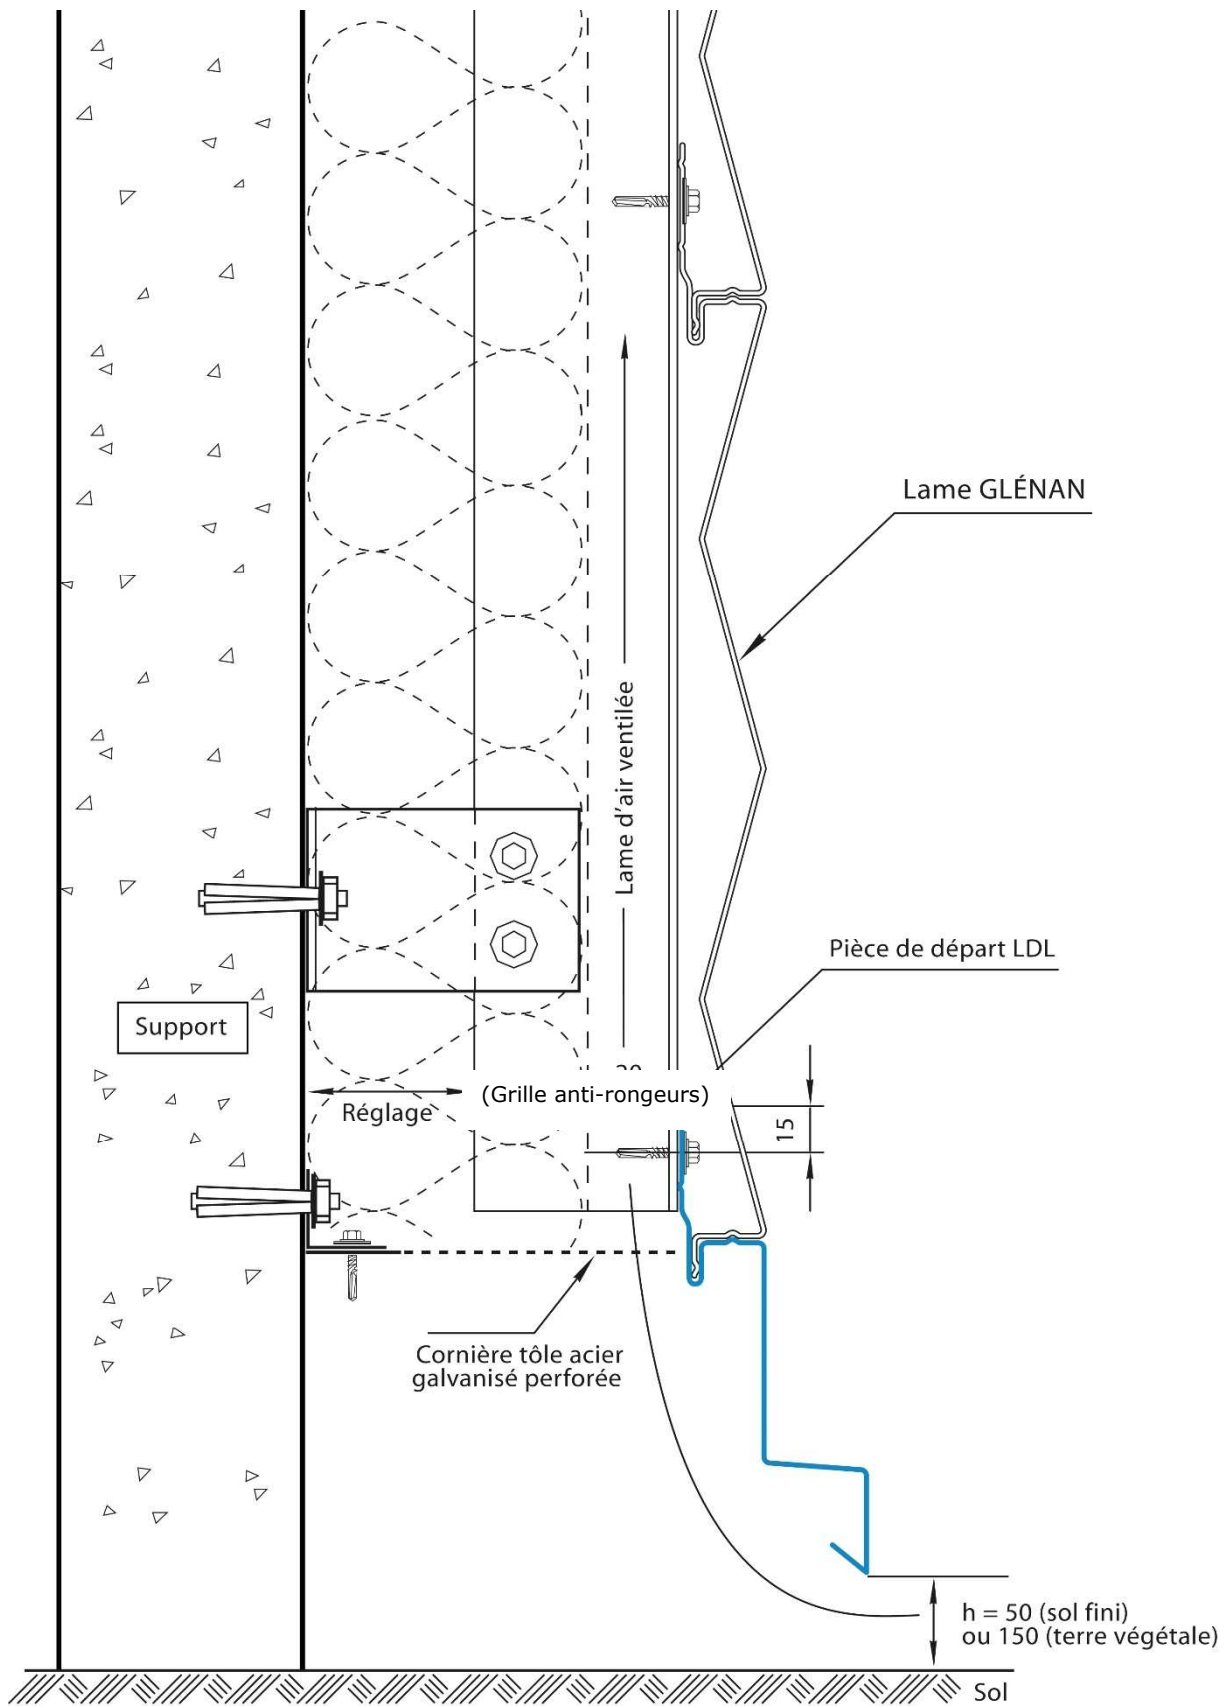 Lame GLÉNAN
Lame d'air ventilée
Pièce de départ LDL
Support
(Grille anti-rongeurs)
Réglage
15
Cornière tôle acier
galvanisé perforée
h = 50 (sol fini)
ou 150 (terre végétale)
Sol